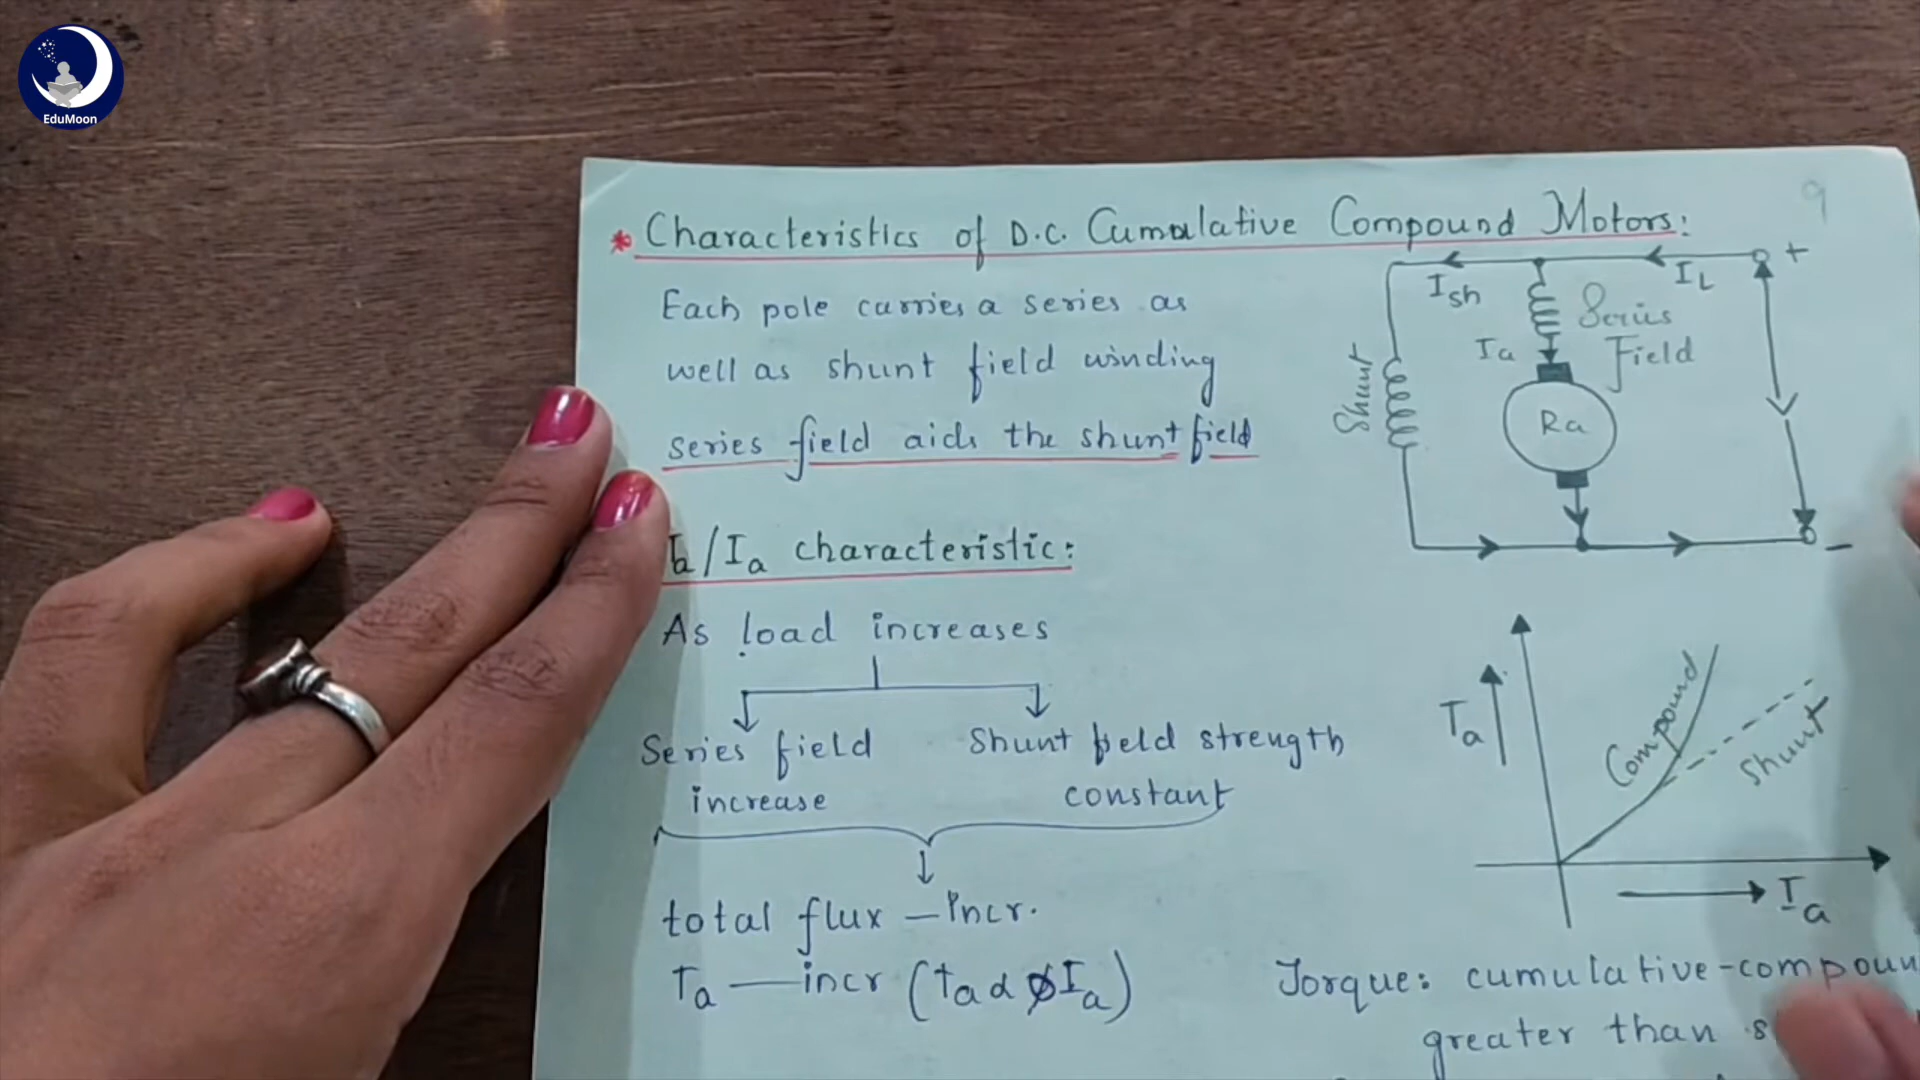 EduMoon
9
* Characteristics of D.C. Cumulative Compound Motors:
Each pole carries a series as
well as shunt field winding
series field aids the shunt field
Ta/Ia characteristic:
As load increases
Series field
increase
Shunt field strength
constant
total flux – incr.
Ta — incr (Ta α ϕIa)
+
IL
Ish
Series
Field
Ia
Shunt
Ra
–
Ta
Compound
Shunt
Ia
Torque: cumulative-compoun
greater than s